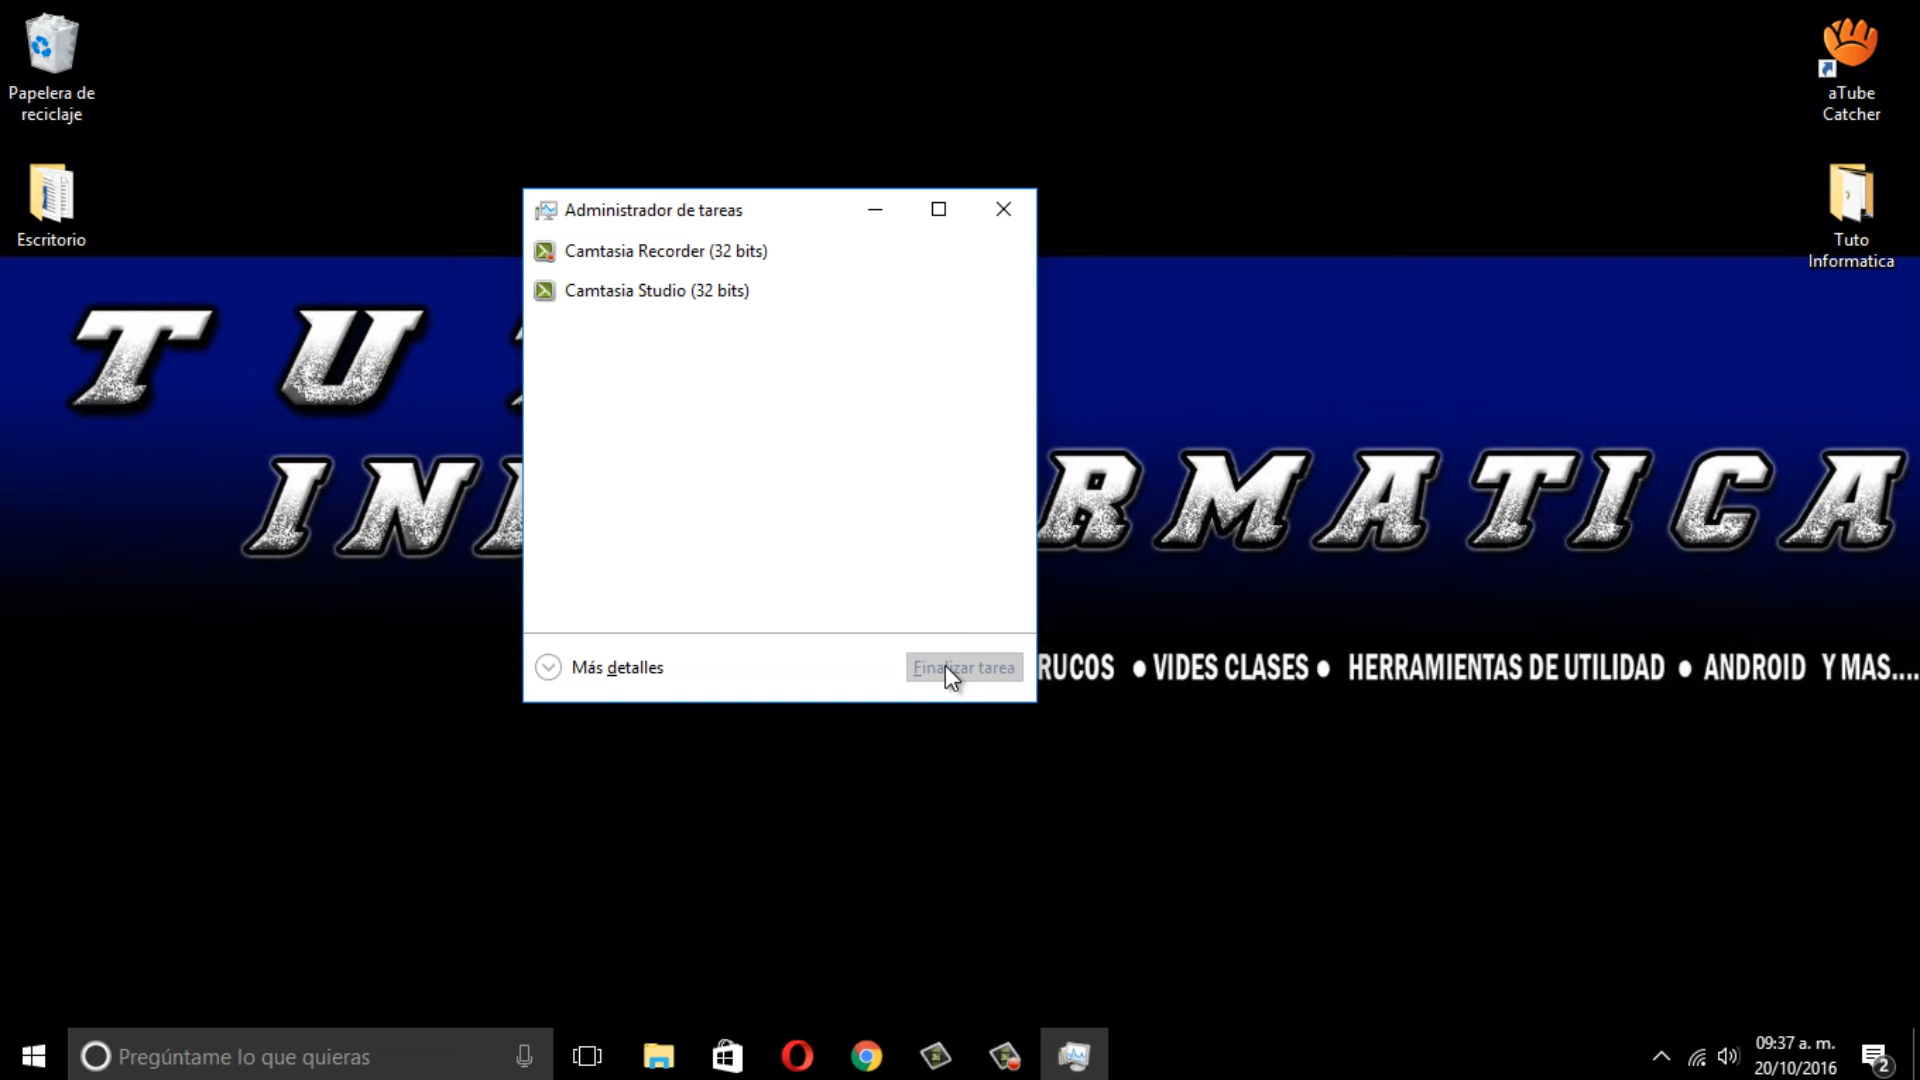 Papelera de
reciclaje
aTube
Catcher
Escritorio
Tuto
Informatica
Administrador de tareas
Camtasia Recorder (32 bits)
Camtasia Studio (32 bits)
T U
IN RMATICA
Más detalles
Finalizar tarea
RUCOS ● VIDES CLASES ● HERRAMIENTAS DE UTILIDAD ● ANDROID Y MAS....
Pregúntame lo que quieras
09:37 a. m.
20/10/2016
2